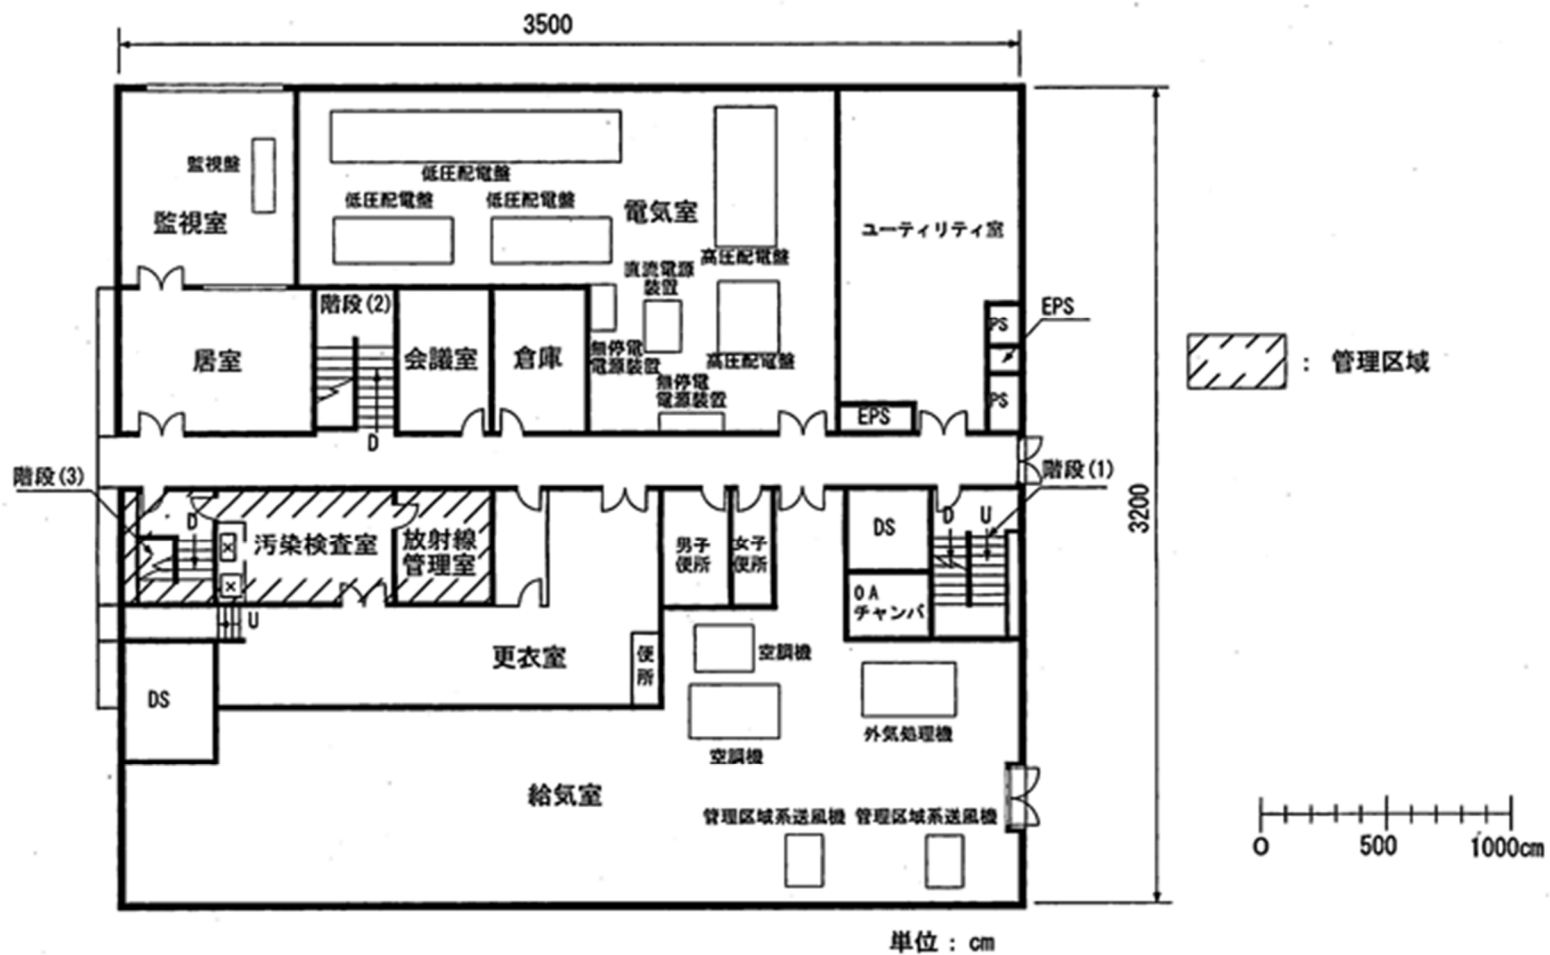 3500
監視盤
監視室
低圧配電盤
低圧配電盤
低圧配電盤
電気室
高圧配電盤
直流電源
装置
ユーティリティ室
階段(2)
居室
会議室
倉庫
無停電
電源装置
高圧配電盤
無停電
電源装置
PS
EPS
PS
EPS
D
: 管理区域
階段(3)
階段(1)
3200
D
汚染検査室
放射線
管理室
男子
便所
女子
便所
DS
D
U
OA
チャンバ
U
更衣室
便
所
空調機
空調機
外気処理機
DS
給気室
管理区域系送風機
管理区域系送風機
0
500
1000cm
単位 : cm